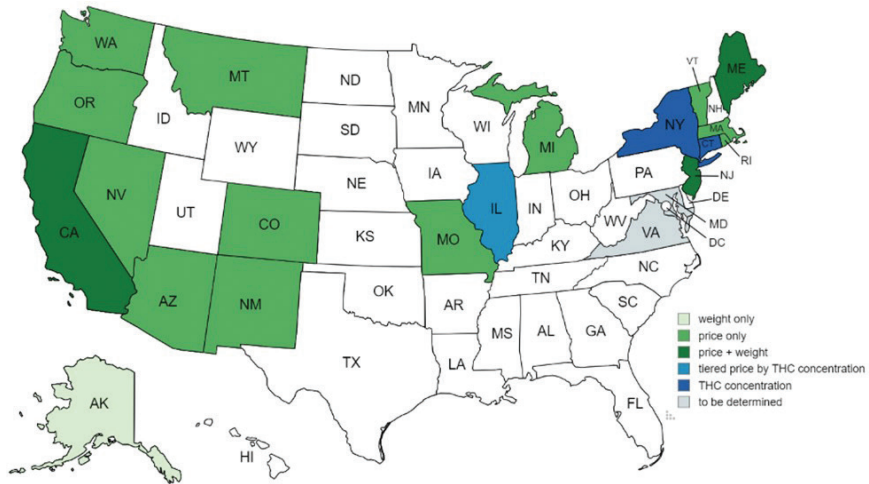 WA
MT
ND
MN
VT
ME
OR
ID
SD
WI
NH
WY
MI
NY
MA
CT
RI
NV
NE
IA
PA
NJ
UT
IL
IN
OH
DE
CA
CO
KS
MO
WV
VA
MD
KY
DC
AZ
NM
OK
AR
TN
NC
SC
TX
LA
MS
AL
GA
FL
AK
HI
weight only
price only
price + weight
tiered price by THC concentration
THC concentration
to be determined